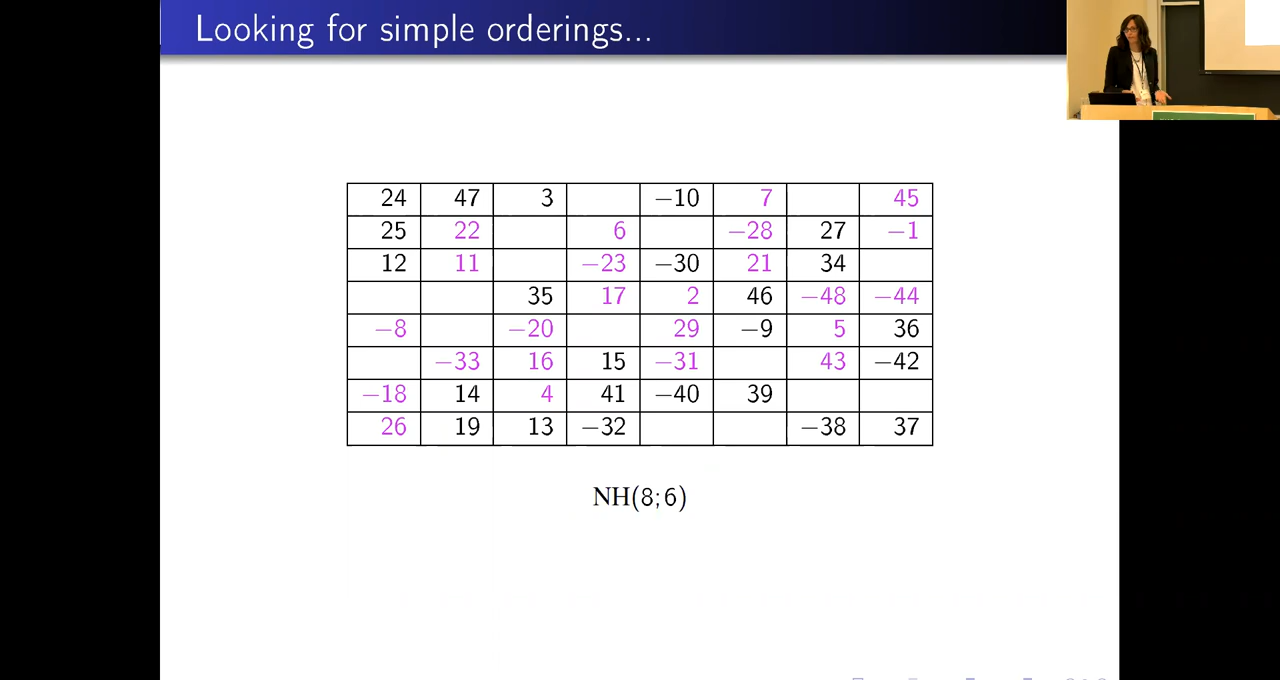 Looking for simple orderings...
24 47 3 −10 7 45
25 22 6 −28 27 −1
12 11 −23 −30 21 34
35 17 2 46 −48 −44
−8 −20 29 −9 5 36
−33 16 15 −31 43 −42
−18 14 4 41 −40 39
26 19 13 −32 −38 37
NH(8;6)